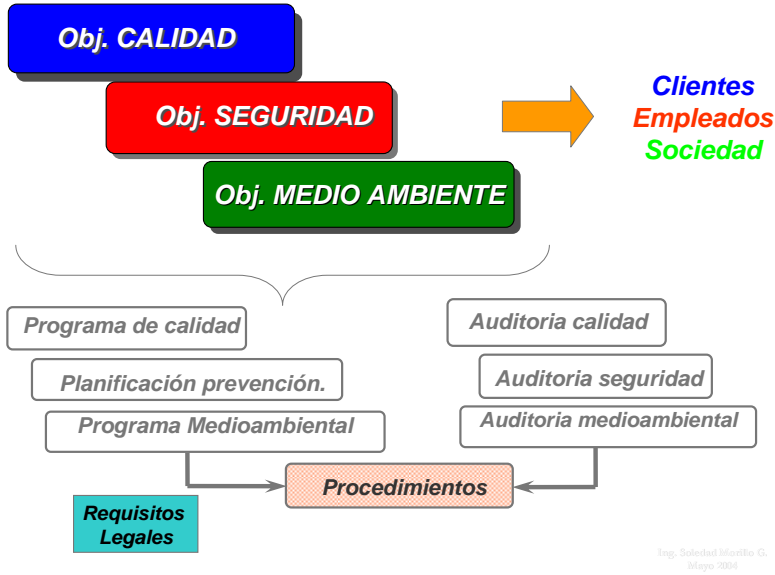 Obj. CALIDAD
Obj. SEGURIDAD
Obj. MEDIO AMBIENTE
Clientes
Empleados
Sociedad
Programa de calidad
Planificación prevención.
Programa Medioambiental
Auditoria calidad
Auditoria seguridad
Auditoria medioambiental
Procedimientos
Requisitos
Legales
Ing. Soledad Murillo G.
Mayo 2004